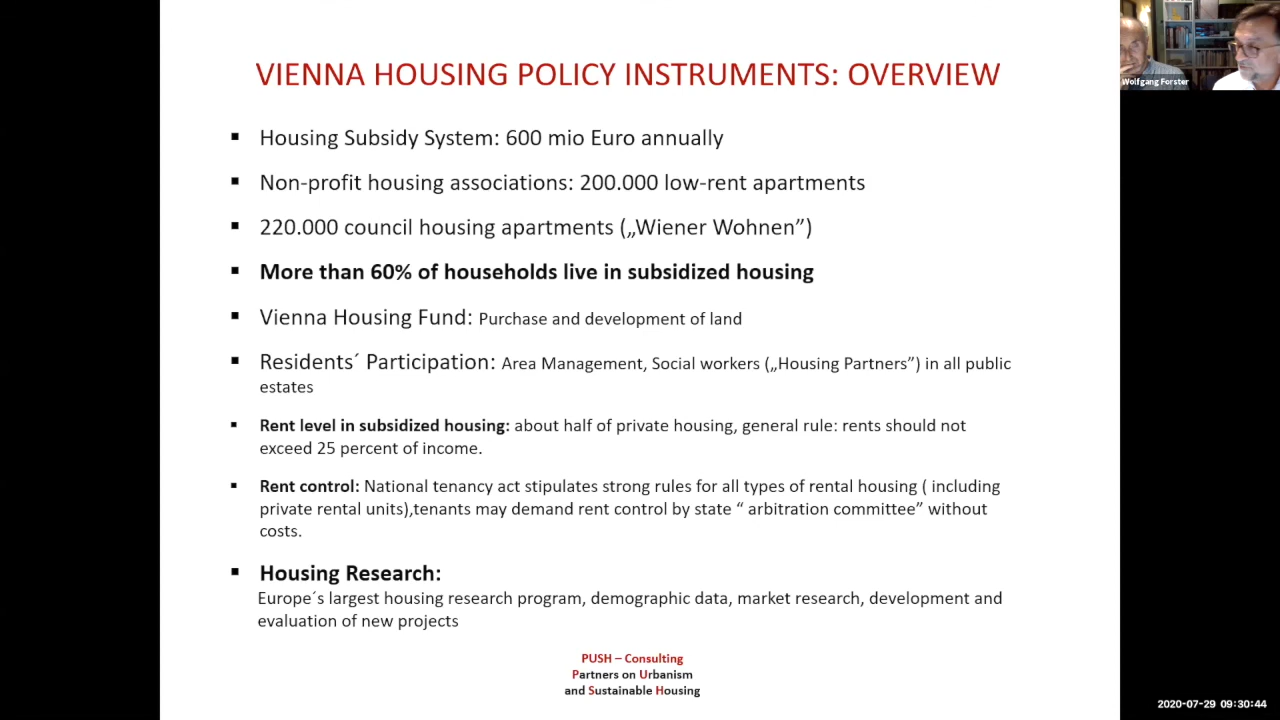 VIENNA HOUSING POLICY INSTRUMENTS: OVERVIEW
Wolfgang Forster
▪ Housing Subsidy System: 600 mio Euro annually
▪ Non-profit housing associations: 200.000 low-rent apartments
▪ 220.000 council housing apartments („Wiener Wohnen”)
▪ More than 60% of households live in subsidized housing
▪ Vienna Housing Fund: Purchase and development of land
▪ Residents´ Participation: Area Management, Social workers („Housing Partners”) in all public
estates
▪ Rent level in subsidized housing: about half of private housing, general rule: rents should not
exceed 25 percent of income.
▪ Rent control: National tenancy act stipulates strong rules for all types of rental housing ( including
private rental units),tenants may demand rent control by state “ arbitration committee” without
costs.
▪ Housing Research:
Europe´s largest housing research program, demographic data, market research, development and
evaluation of new projects
PUSH – Consulting
Partners on Urbanism
and Sustainable Housing
2020-07-29 09:30:44